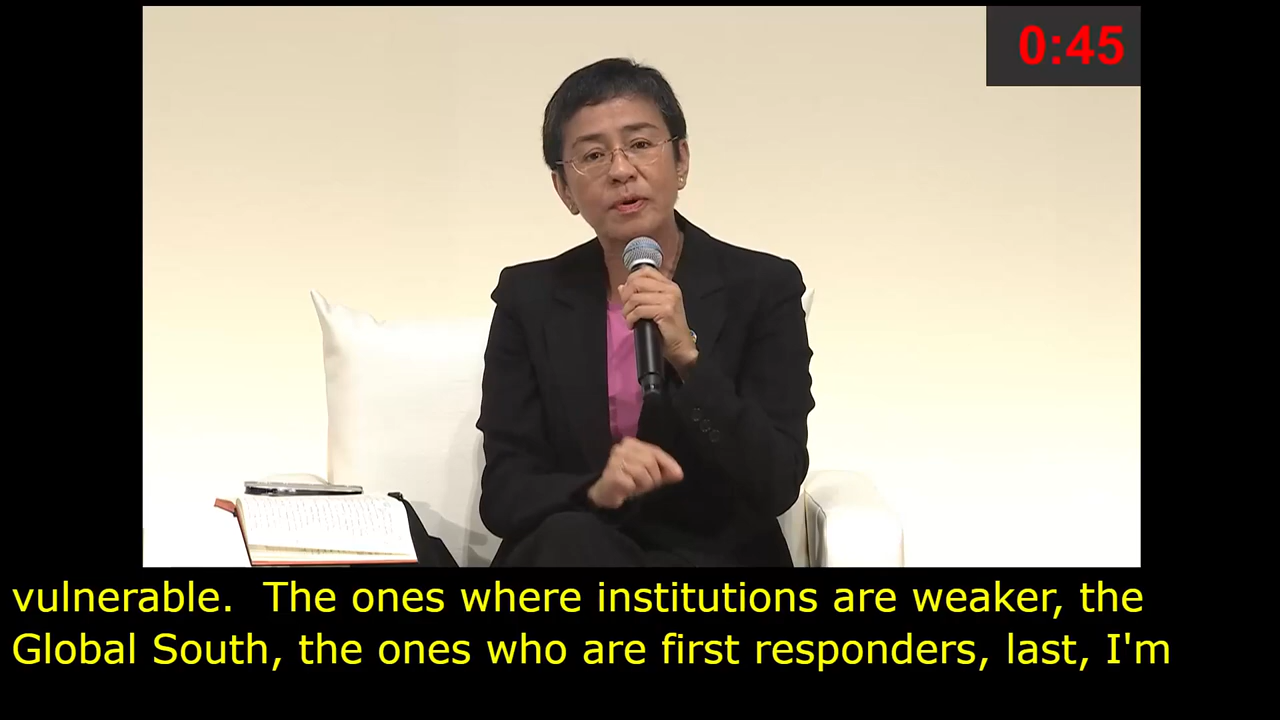 0:45
vulnerable.  The ones where institutions are weaker, the
Global South, the ones who are first responders, last, I'm